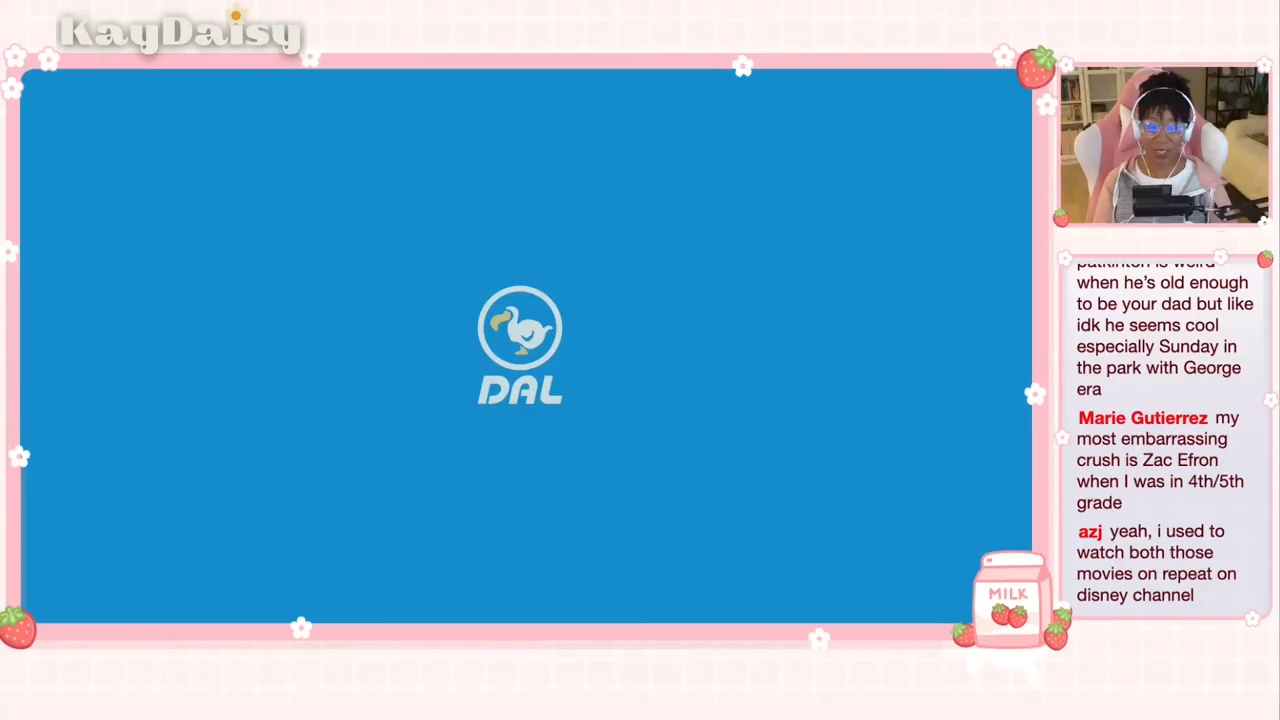 KayDaisy
DAL
when he's old enough
to be your dad but like
idk he seems cool
especially Sunday in
the park with George
era
Marie Gutierrez my
most embarrassing
crush is Zac Efron
when I was in 4th/5th
grade
azj yeah, i used to
watch both those
movies on repeat on
disney channel
MILK